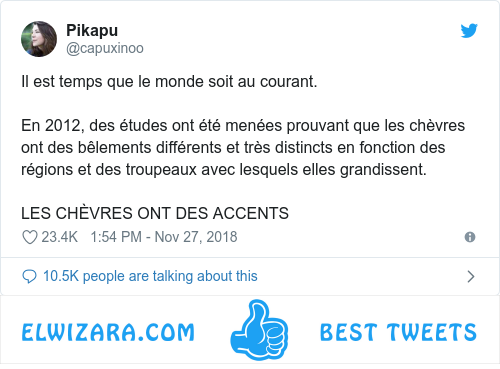 Pikapu
@capuxinoo
Il est temps que le monde soit au courant.
En 2012, des études ont été menées prouvant que les chèvres
ont des bêlements différents et très distincts en fonction des
régions et des troupeaux avec lesquels elles grandissent.
LES CHÈVRES ONT DES ACCENTS
23.4K 1:54 PM - Nov 27, 2018
10.5K people are talking about this
ELWIZARA.COM BEST TWEETS